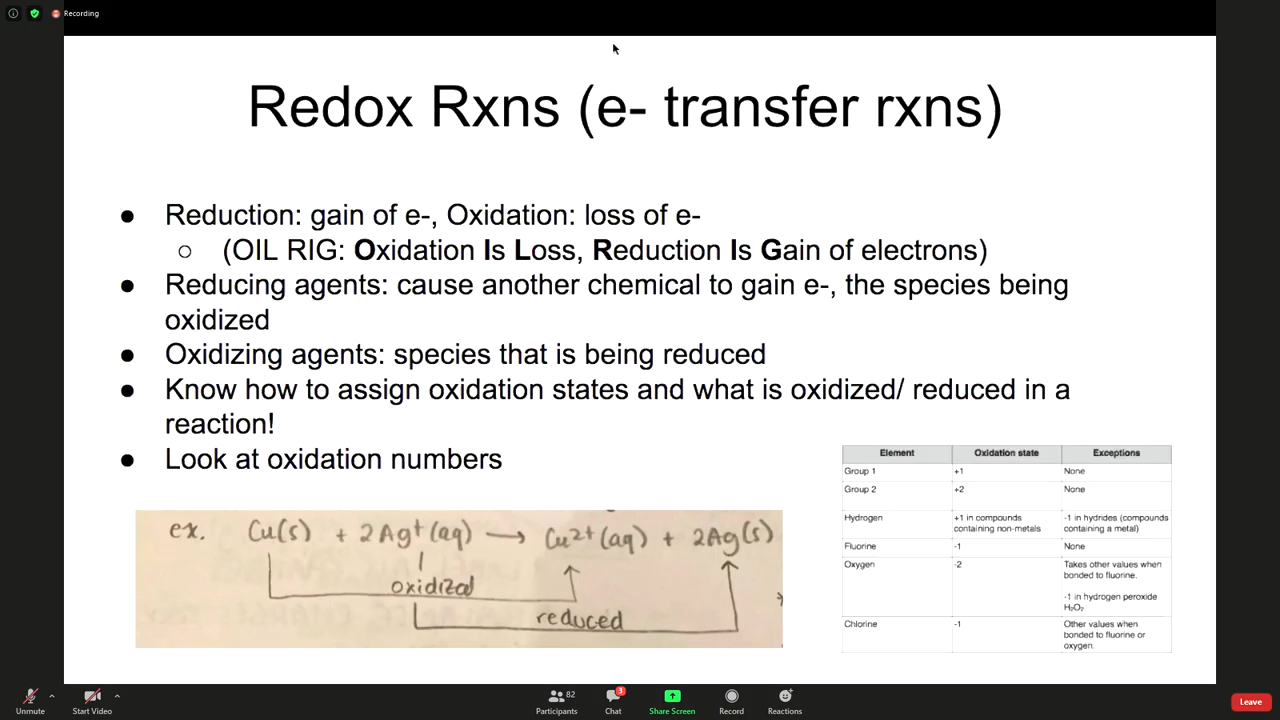 Recording
Redox Rxns (e- transfer rxns)
● Reduction: gain of e-, Oxidation: loss of e-
○ (OIL RIG: Oxidation Is Loss, Reduction Is Gain of electrons)
● Reducing agents: cause another chemical to gain e-, the species being
oxidized
● Oxidizing agents: species that is being reduced
● Know how to assign oxidation states and what is oxidized/ reduced in a
reaction!
● Look at oxidation numbers
ex. Cu(s) + 2Ag+(aq) → Cu2+(aq) + 2Ag(s)
oxidized
reduced
Element Oxidation state Exceptions
Group 1 +1 None
Group 2 +2 None
Hydrogen +1 in compounds containing non-metals -1 in hydrides (compounds containing a metal)
Fluorine -1 None
Oxygen -2 Takes other values when bonded to fluorine.
-1 in hydrogen peroxide H₂O₂
Chlorine -1 Other values when bonded to fluorine or oxygen.
82 3
Unmute Start Video Participants Chat Share Screen Record Reactions Leave